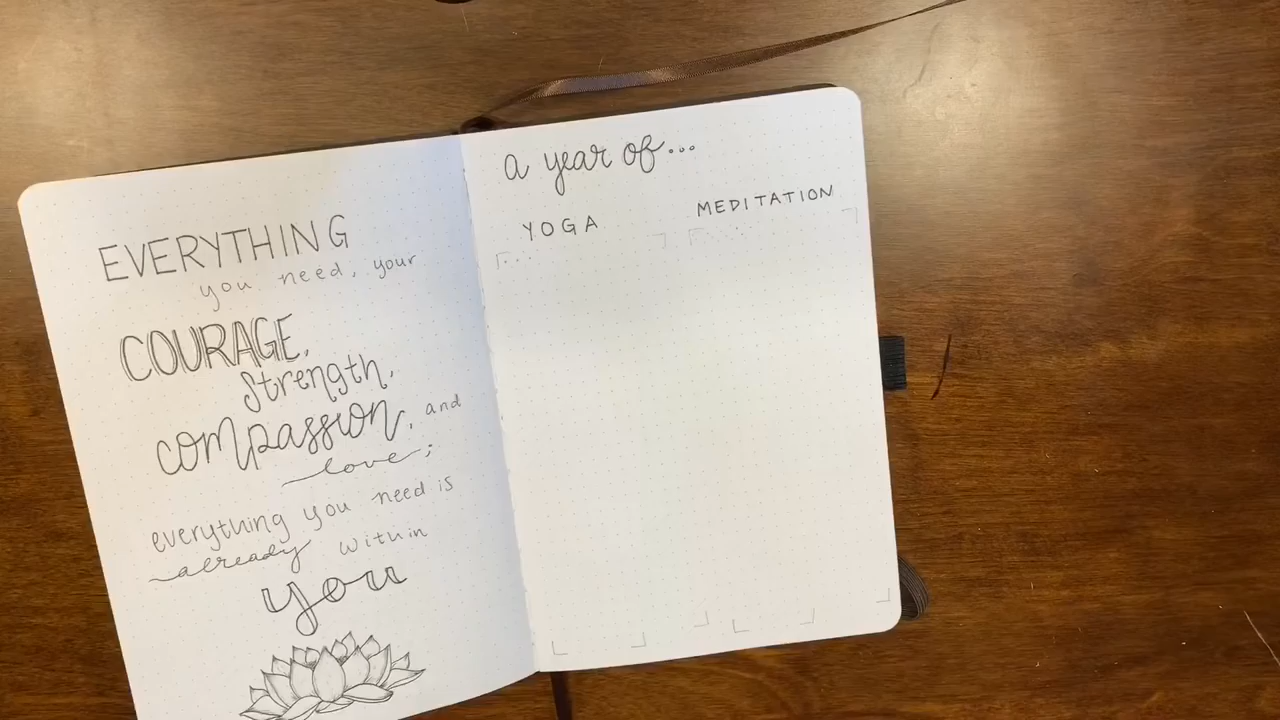 EVERYTHING
you need, your
COURAGE,
Strength,
compassion, and
love;
everything you need is
already within
you
a year of...
YOGA
MEDITATION